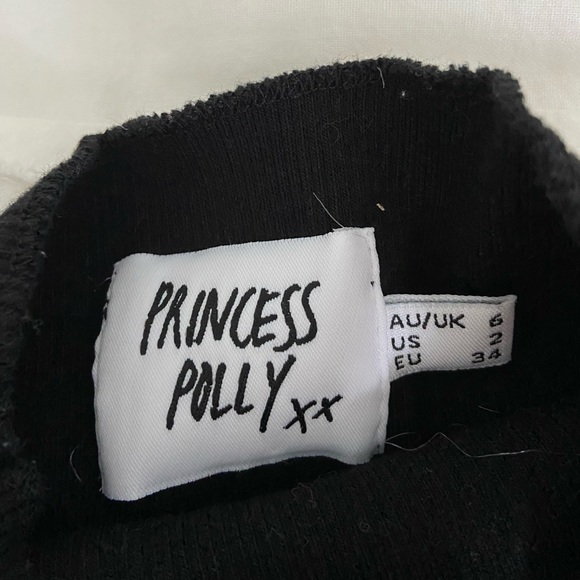 PRINCESS
POLLY xx
AU/UK 6
US 2
EU 34